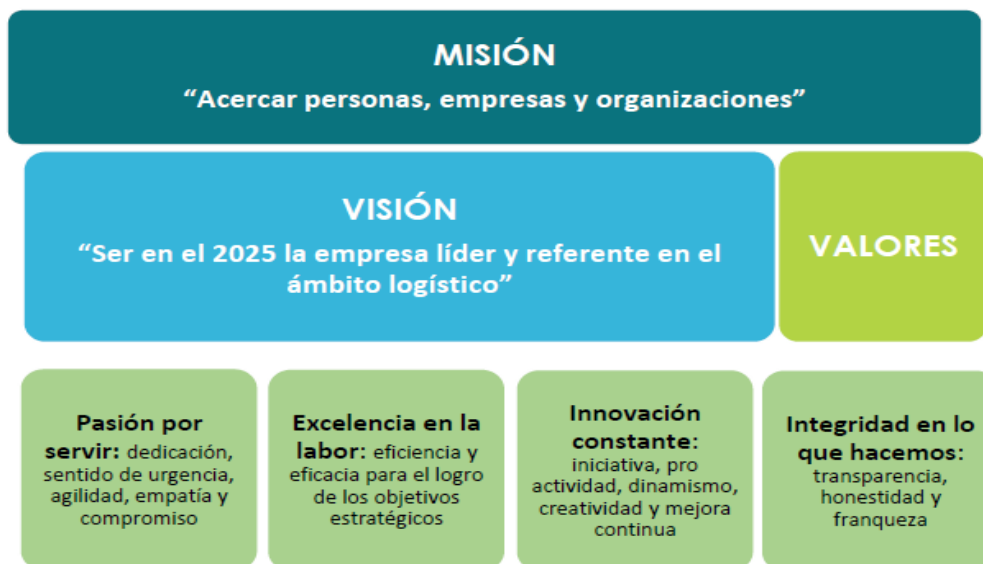 MISIÓN
“Acercar personas, empresas y organizaciones”
VISIÓN
“Ser en el 2025 la empresa líder y referente en el
ámbito logístico”
VALORES
Pasión por
servir: dedicación,
sentido de urgencia,
agilidad, empatía y
compromiso
Excelencia en la
labor: eficiencia y
eficacia para el logro
de los objetivos
estratégicos
Innovación
constante:
iniciativa, pro
actividad, dinamismo,
creatividad y mejora
continua
Integridad en lo
que hacemos:
transparencia,
honestidad y
franqueza